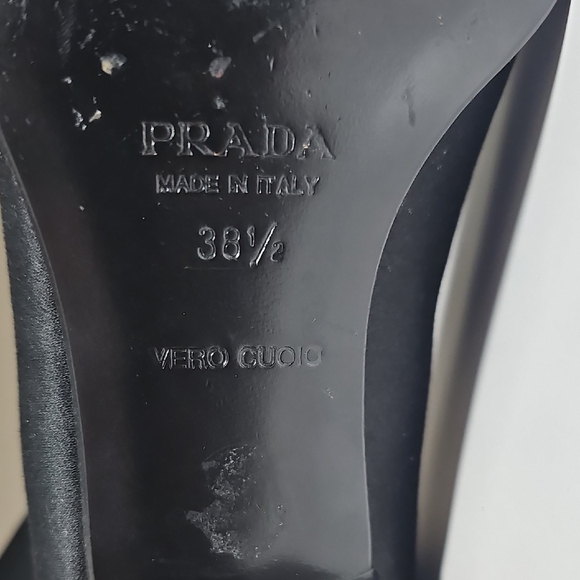 PRADA
MADE IN ITALY
38½
VERO CUOIO